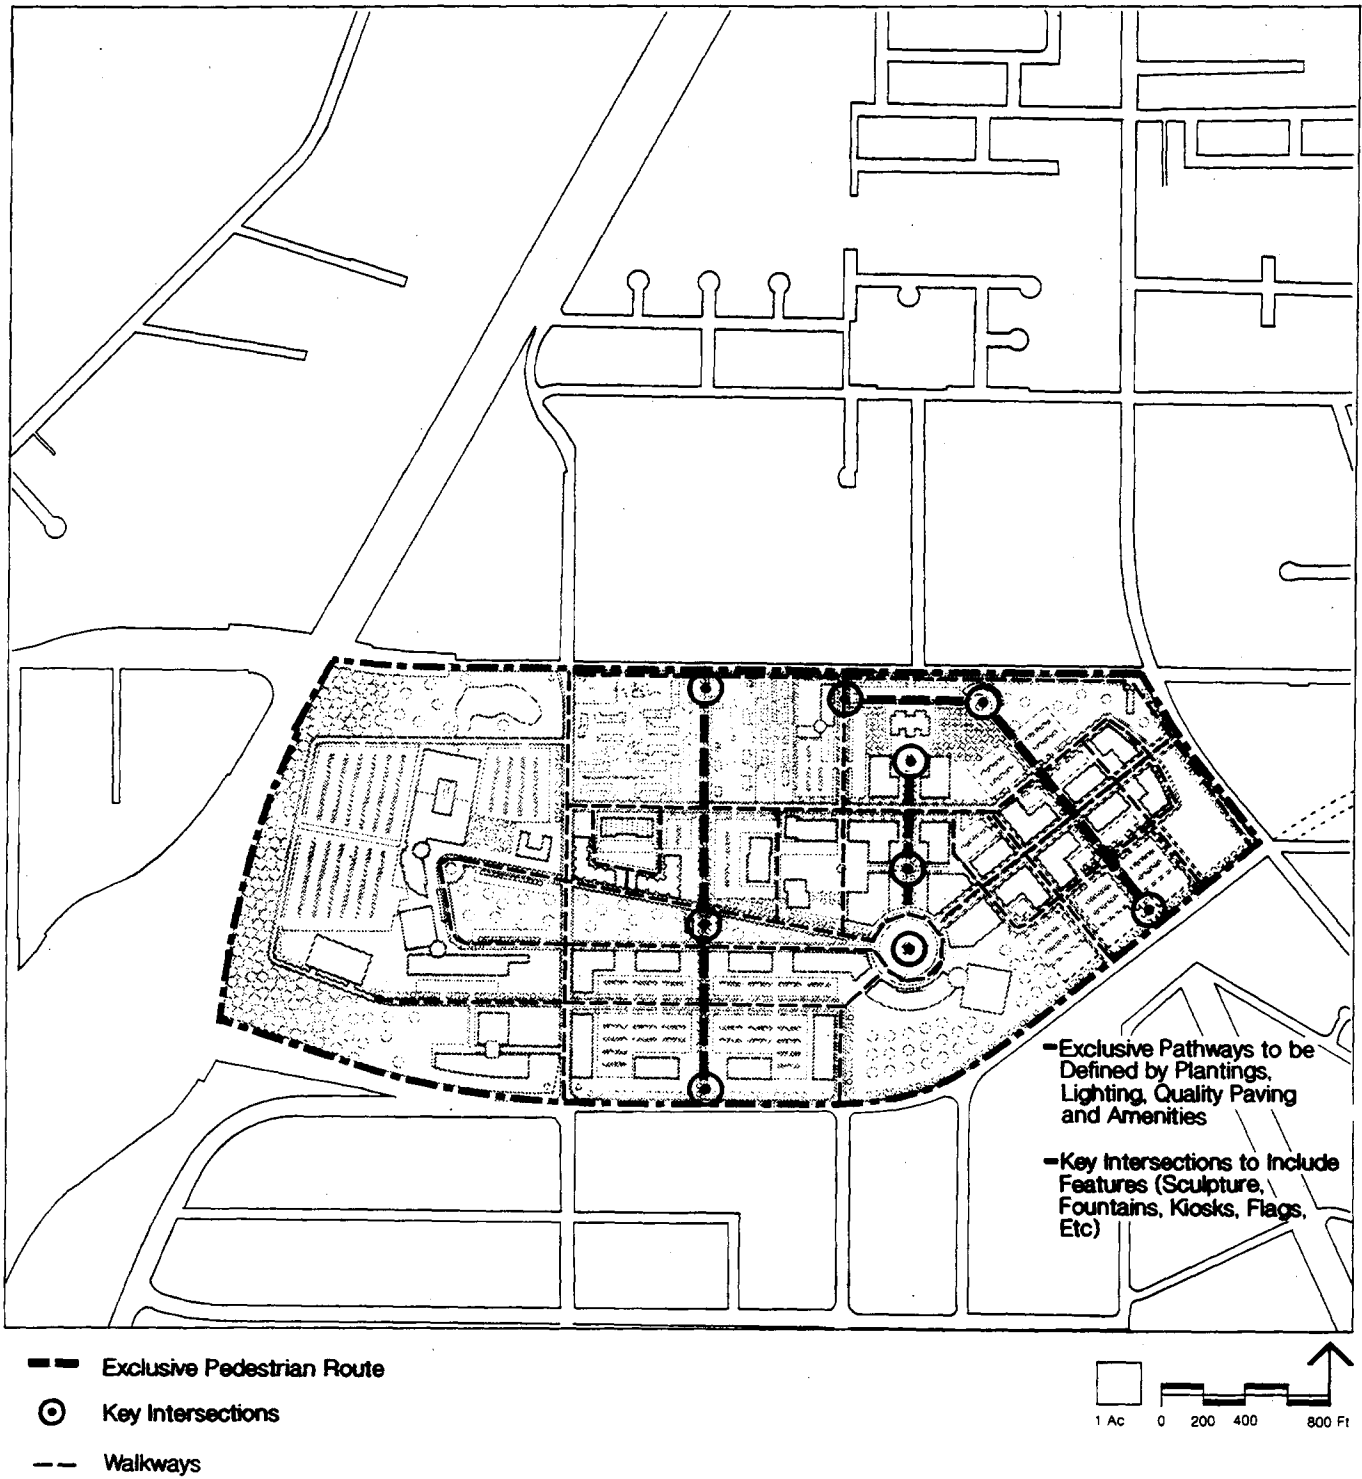 -Exclusive Pathways to be
Defined by Plantings,
Lighting, Quality Paving
and Amenities
-Key Intersections to Include
Features (Sculpture,
Fountains, Kiosks, Flags,
Etc)
Exclusive Pedestrian Route
Key Intersections
Walkways
1 Ac
0 200 400 800 Ft